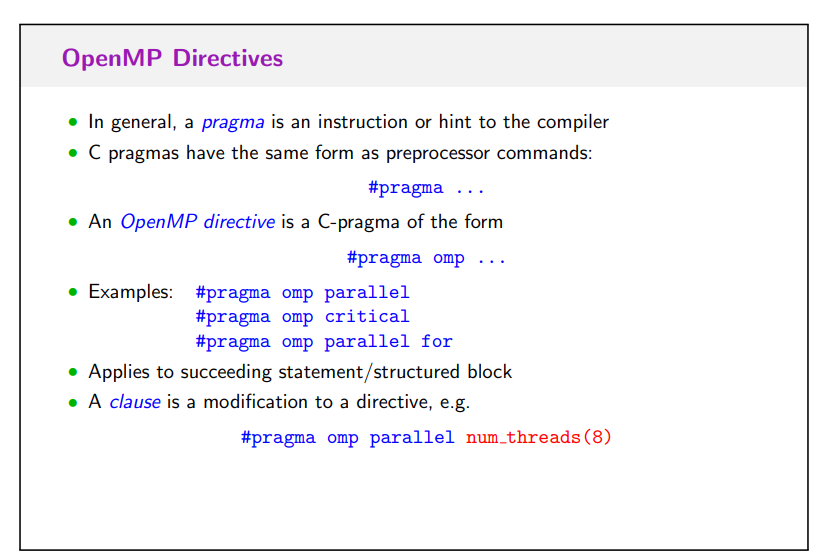 OpenMP Directives
• In general, a pragma is an instruction or hint to the compiler
• C pragmas have the same form as preprocessor commands:
#pragma ...
• An OpenMP directive is a C-pragma of the form
#pragma omp ...
• Examples: #pragma omp parallel
#pragma omp critical
#pragma omp parallel for
• Applies to succeeding statement/structured block
• A clause is a modification to a directive, e.g.
#pragma omp parallel num_threads(8)